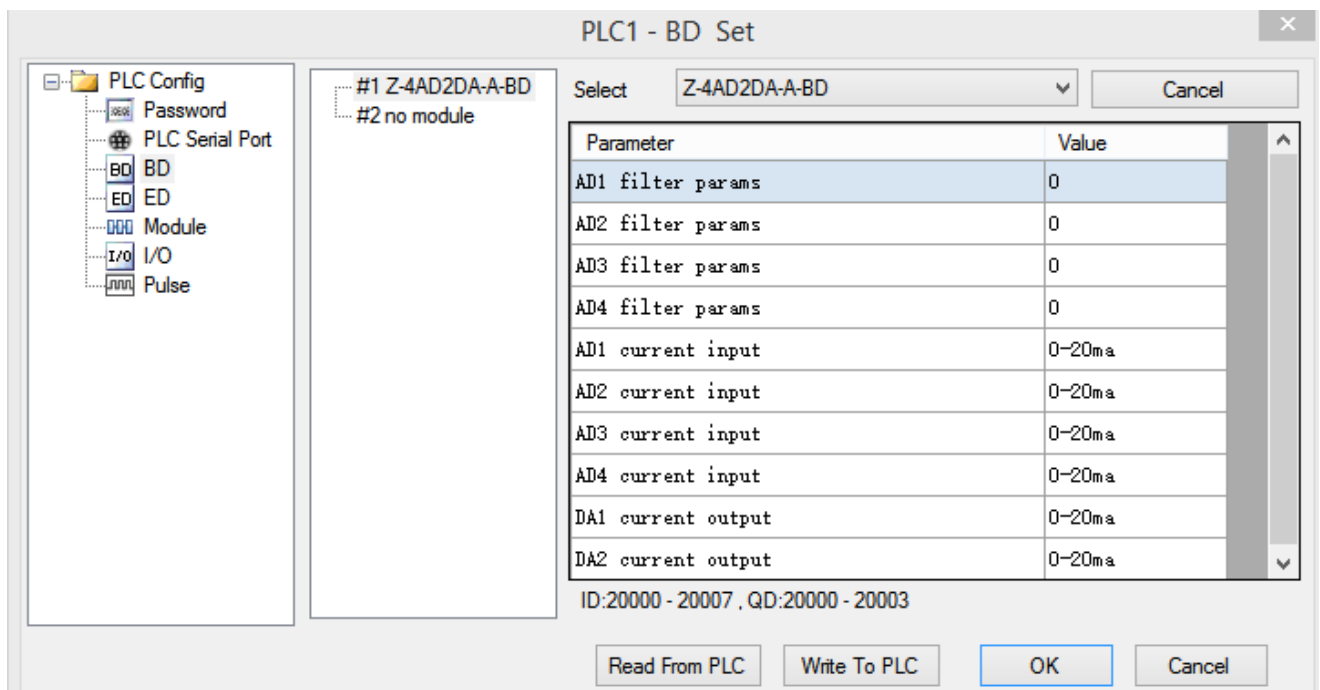 PLC1 - BD Set
PLC Config
Password
PLC Serial Port
BD BD
ED ED
Module
I/O I/O
Pulse
#1 Z-4AD2DA-A-BD
#2 no module
Select Z-4AD2DA-A-BD Cancel
Parameter Value
AD1 filter params 0
AD2 filter params 0
AD3 filter params 0
AD4 filter params 0
AD1 current input 0-20ma
AD2 current input 0-20ma
AD3 current input 0-20ma
AD4 current input 0-20ma
DA1 current output 0-20ma
DA2 current output 0-20ma
ID:20000 - 20007 , QD:20000 - 20003
Read From PLC Write To PLC OK Cancel